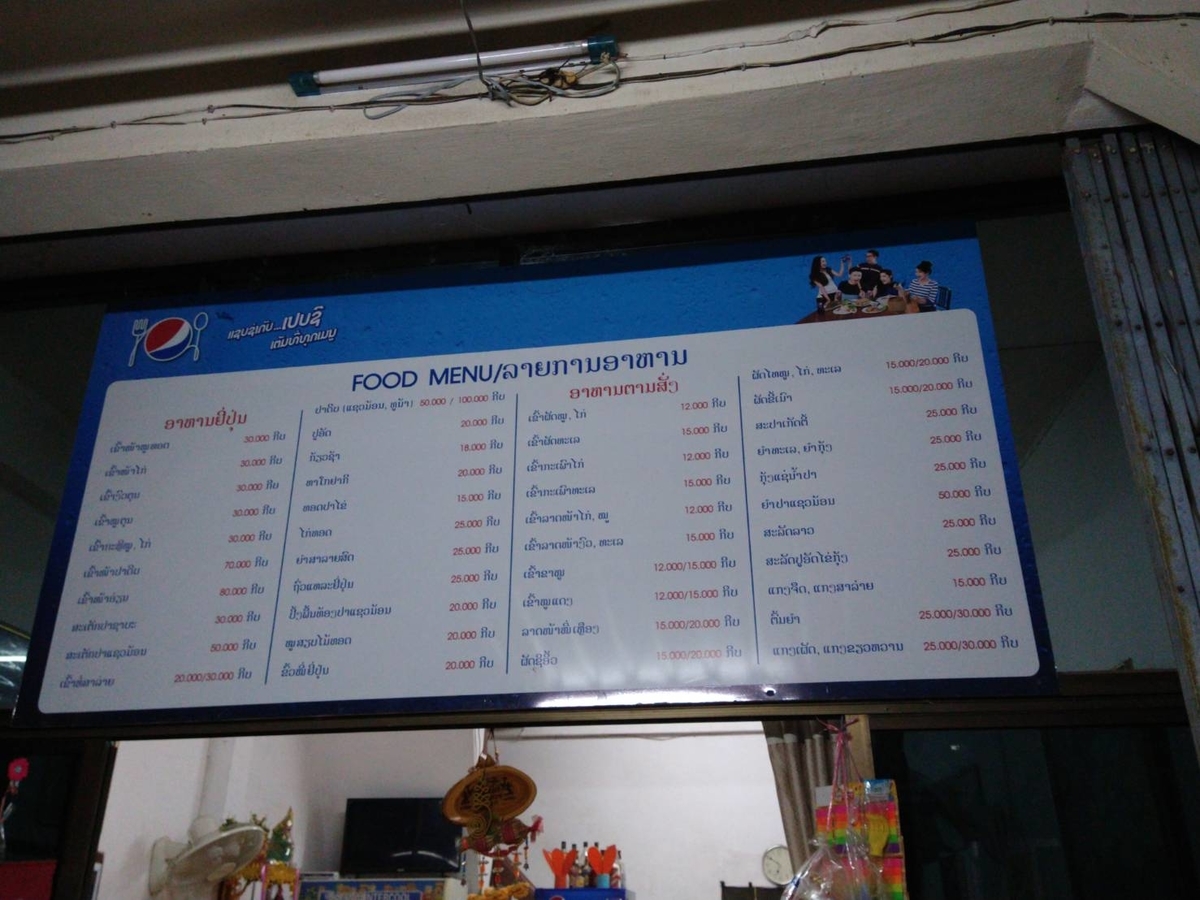 ແຊບຊ່າກັບ...ເປບຊີ
ເຕັມທີ່ທຸກເມນູ
FOOD MENU/ລາຍການອາຫານ
ອາຫານຍີ່ປຸ່ນ
ເຂົ້າໜ້າໝູທອດ 30.000 ກີບ
ເຂົ້າໜ້າໄກ່ 30.000 ກີບ
30.000 ກີບ
30.000 ກີບ
ເຂົ້າກະຫຼີ່ໝູ, ໄກ່ 30.000 ກີບ
ເຂົ້າໜ້າປາດິບ 70.000 ກີບ
80.000 ກີບ
ສະເຕັກປາຊາບະ 30.000 ກີບ
ສະເຕັກປາແຊວມ້ອນ 50.000 ກີບ
20.000/30.000 ກີບ
ປາດິບ (ແຊວມ້ອນ, ທູນ້າ) 50.000 / 100.000 ກີບ
ປູອັດ 20.000 ກີບ
ກ້ຽວຊ້າ 18.000 ກີບ
ທາໂກຢາກິ 20.000 ກີບ
ທອດປາໄຂ່ 15.000 ກີບ
ໄກ່ທອດ 25.000 ກີບ
ຍຳສາລາຍສົດ 25.000 ກີບ
ຖົ່ວແຫລະຍີ່ປຸ່ນ 25.000 ກີບ
ປີ້ງພື້ນທ້ອງປາແຊວມ້ອນ 20.000 ກີບ
ໝູສຽບໄມ້ທອດ 20.000 ກີບ
ຂົ້ວໝີ່ຍີ່ປຸ່ນ 20.000 ກີບ
ອາຫານຕາມສັ່ງ
ເຂົ້າຜັດໝູ, ໄກ່ 12.000 ກີບ
ເຂົ້າຜັດທະເລ 15.000 ກີບ
ເຂົ້າກະເພົາໄກ່ 12.000 ກີບ
ເຂົ້າກະເພົາທະເລ 15.000 ກີບ
ເຂົ້າລາດໜ້າໄກ່, ໝູ 12.000 ກີບ
ເຂົ້າລາດໜ້າງົວ, ທະເລ 15.000 ກີບ
ເຂົ້າຂາໝູ 12.000/15.000 ກີບ
ເຂົ້າໝູແດງ 12.000/15.000 ກີບ
ລາດໜ້າໝີ່ເຫຼືອງ 15.000/20.000 ກີບ
ຜັດຊີອິ້ວ 15.000/20.000 ກີບ
ຜັດໄທໝູ, ໄກ່, ທະເລ 15.000/20.000 ກີບ
ຜັດຂີ້ເມົາ 15.000/20.000 ກີບ
ສະປາເກັດຕີ້ 25.000 ກີບ
ຍຳທະເລ, ຍຳກຸ້ງ 25.000 ກີບ
ກຸ້ງແຊ່ນ້ຳປາ 25.000 ກີບ
ຍຳປາແຊວມ້ອນ 50.000 ກີບ
ສະລັດລາວ 25.000 ກີບ
ສະລັດປູອັດໄຂ່ກຸ້ງ 25.000 ກີບ
ແກງຈືດ, ແກງສາລ່າຍ 15.000 ກີບ
ຕົ້ມຍຳ 25.000/30.000 ກີບ
ແກງເຜັດ, ແກງຂຽວຫວານ 25.000/30.000 ກີບ